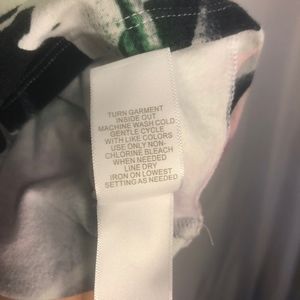 TURN GARMENT
INSIDE OUT
MACHINE WASH COLD
GENTLE CYCLE
WITH LIKE COLORS
USE ONLY NON-
CHLORINE BLEACH
WHEN NEEDED
LINE DRY
IRON ON LOWEST
SETTING AS NEEDED